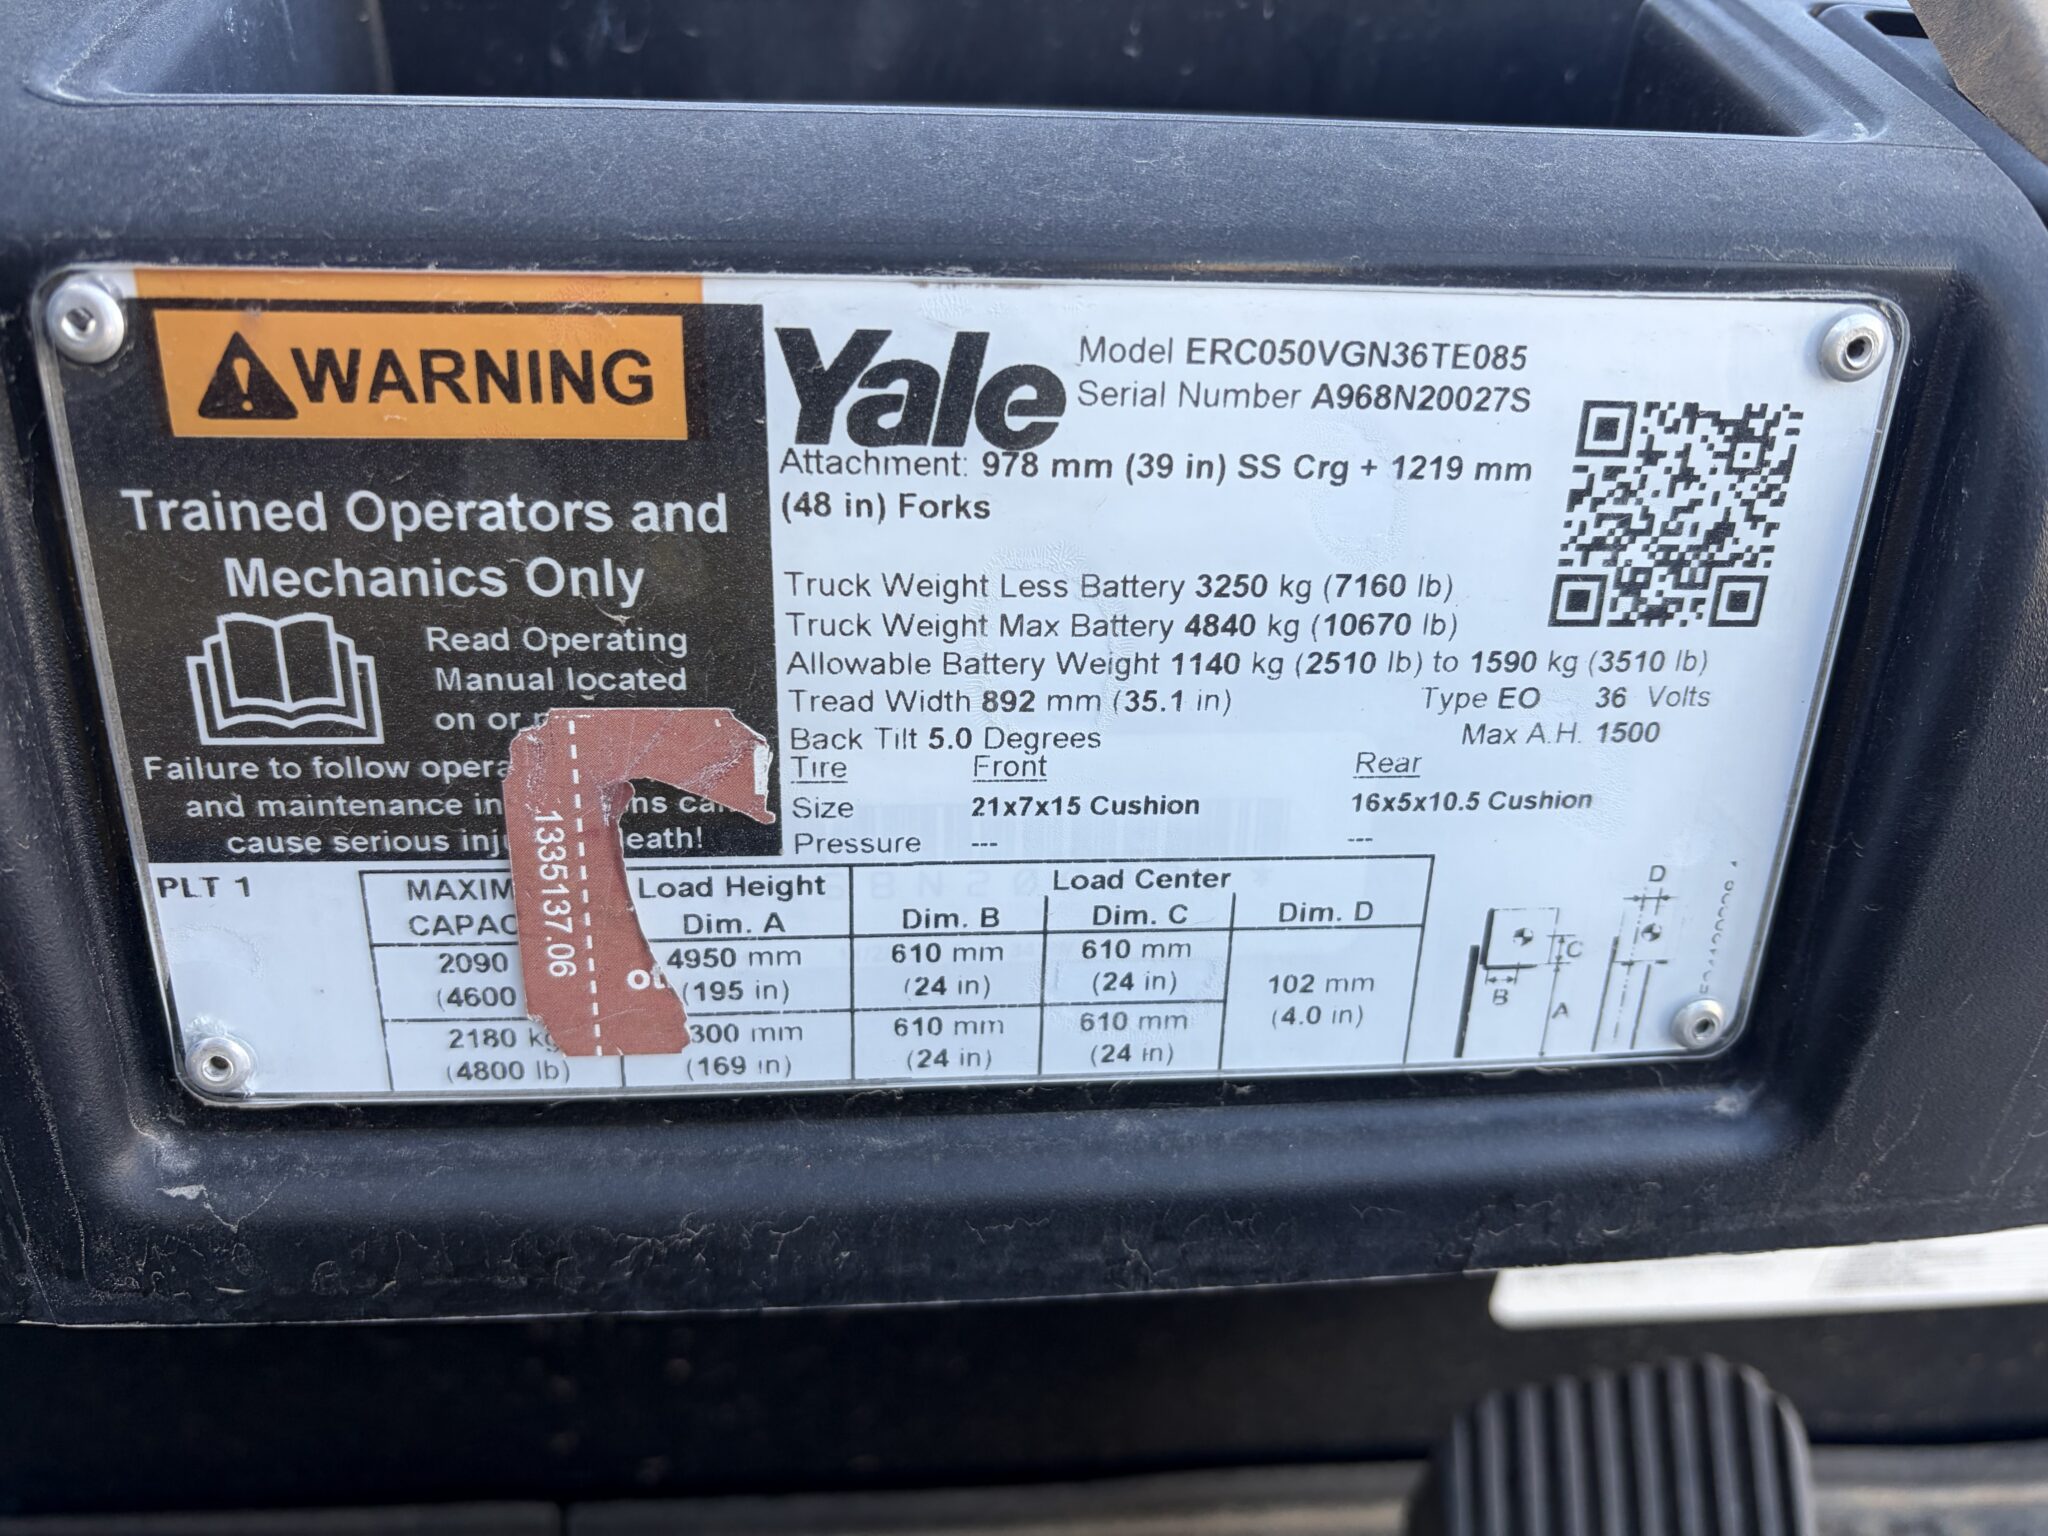 WARNING
Trained Operators and
Mechanics Only
Read Operating
Manual located
on or
Failure to follow
and maintenance
cause serious
PLT 1
Yale
Model ERC050VGN36TE085
Serial Number A968N20027S
Attachment: 978 mm (39 in) SS Crg + 1219 mm
(48 in) Forks
Truck Weight Less Battery 3250 kg (7160 lb)
Truck Weight Max Battery 4840 kg (10670 lb)
Allowable Battery Weight 1140 kg (2510 lb) to 1590 kg (3510 lb)
Tread Width 892 mm (35.1 in) Type EO 36 Volts
Back Tilt 5.0 Degrees Max A.H. 1500
Tire Front Rear
Size 21x7x15 Cushion 16x5x10.5 Cushion
Pressure --- ---
Load Height Load Center
Dim. A Dim. B Dim. C Dim. D
2090 4950 mm 610 mm 610 mm
(4600 (195 in) (24 in) (24 in)
102 mm
(4.0 in)
2180 kg 610 mm 610 mm
(4800 lb) (169 in) (24 in) (24 in)
1335137.06
D
C
B
A